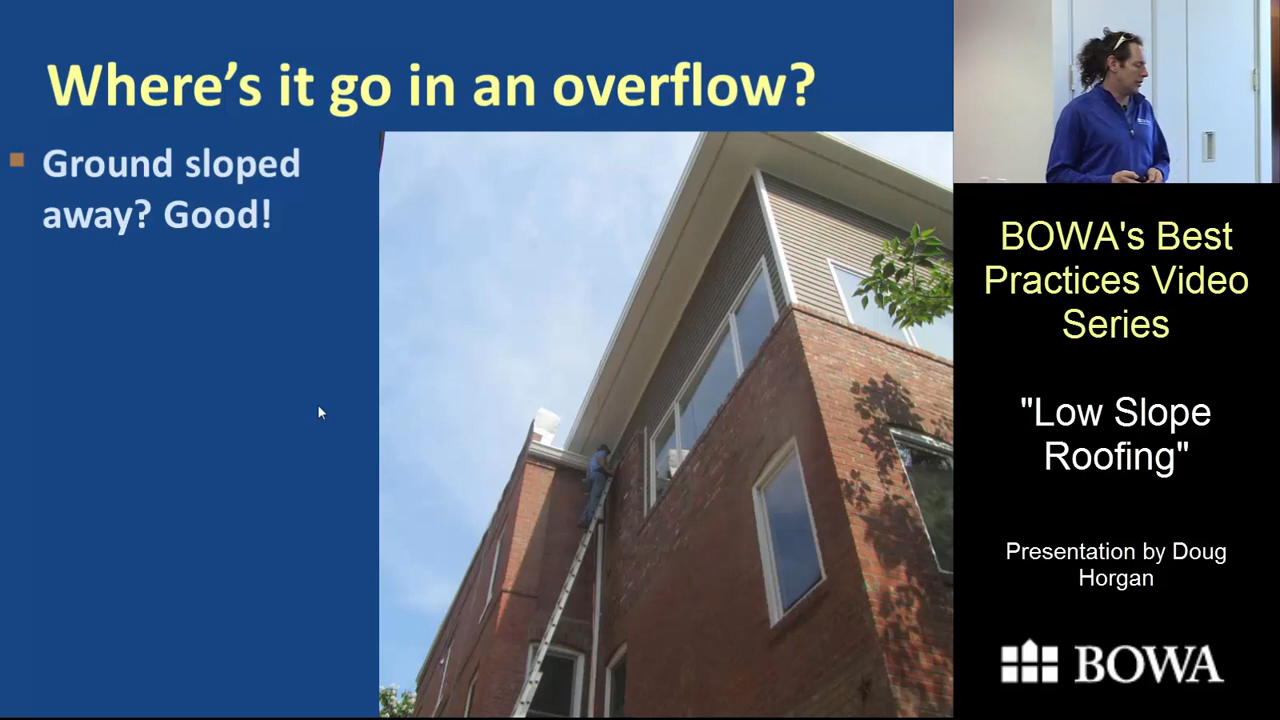 Where's it go in an overflow?
Ground sloped
away? Good!
BOWA's Best
Practices Video
Series
"Low Slope
Roofing"
Presentation by Doug
Horgan
BOWA